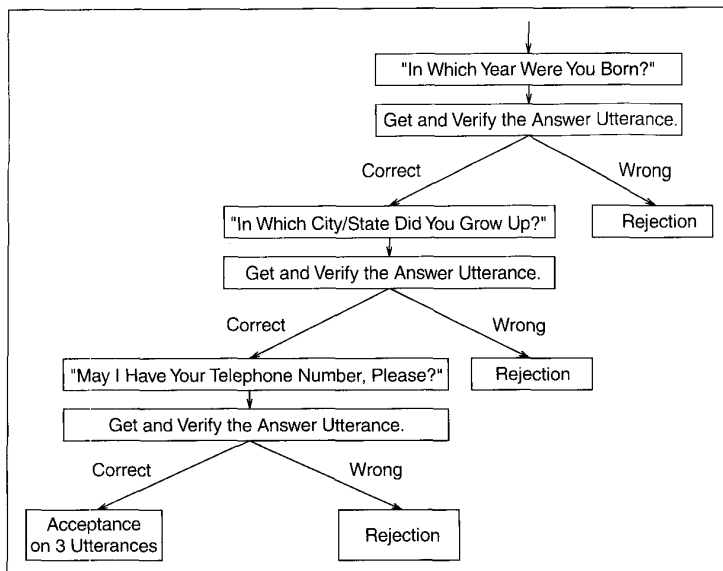 "In Which Year Were You Born?"
Get and Verify the Answer Utterance.
Correct
Wrong
"In Which City/State Did You Grow Up?"
Rejection
Get and Verify the Answer Utterance.
Correct
Wrong
"May I Have Your Telephone Number, Please?"
Rejection
Get and Verify the Answer Utterance.
Correct
Wrong
Acceptance
on 3 Utterances
Rejection